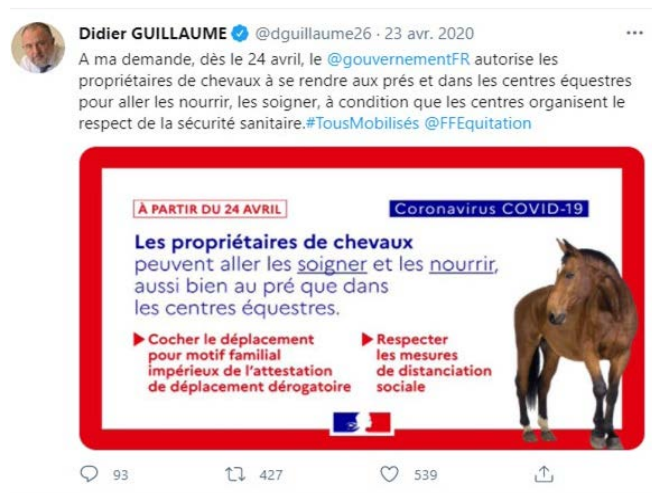 Didier GUILLAUME @dguillaume26 · 23 avr. 2020
A ma demande, dès le 24 avril, le @gouvernementFR autorise les
propriétaires de chevaux à se rendre aux prés et dans les centres équestres
pour aller les nourrir, les soigner, à condition que les centres organisent le
respect de la sécurité sanitaire.#TousMobilisés @FFEquitation
À PARTIR DU 24 AVRIL
Coronavirus COVID-19
Les propriétaires de chevaux
peuvent aller les soigner et les nourrir,
aussi bien au pré que dans
les centres équestres.
Cocher le déplacement
pour motif familial
impérieux de l'attestation
de déplacement dérogatoire
Respecter
les mesures
de distanciation
sociale
93 427 539